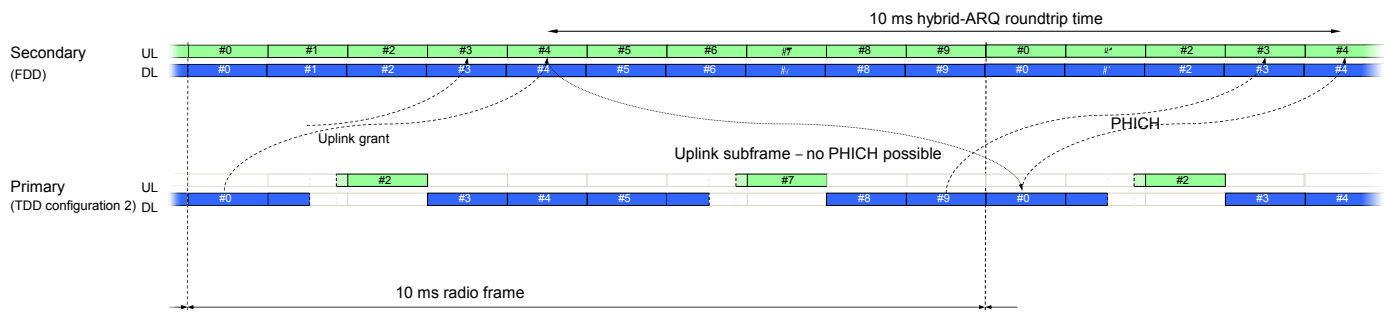 10 ms hybrid-ARQ roundtrip time
Secondary UL #0 #1 #2 #3 #4 #5 #6 #7 #8 #9 #0 #2 #3 #4
(FDD) DL #0 #1 #2 #3 #4 #5 #6 #8 #9 #0 #2 #3 #4
Uplink grant
PHICH
Uplink subframe – no PHICH possible
Primary UL #2 #7 #2
(TDD configuration 2) DL #0 #3 #4 #5 #8 #9 #0 #3 #4
10 ms radio frame